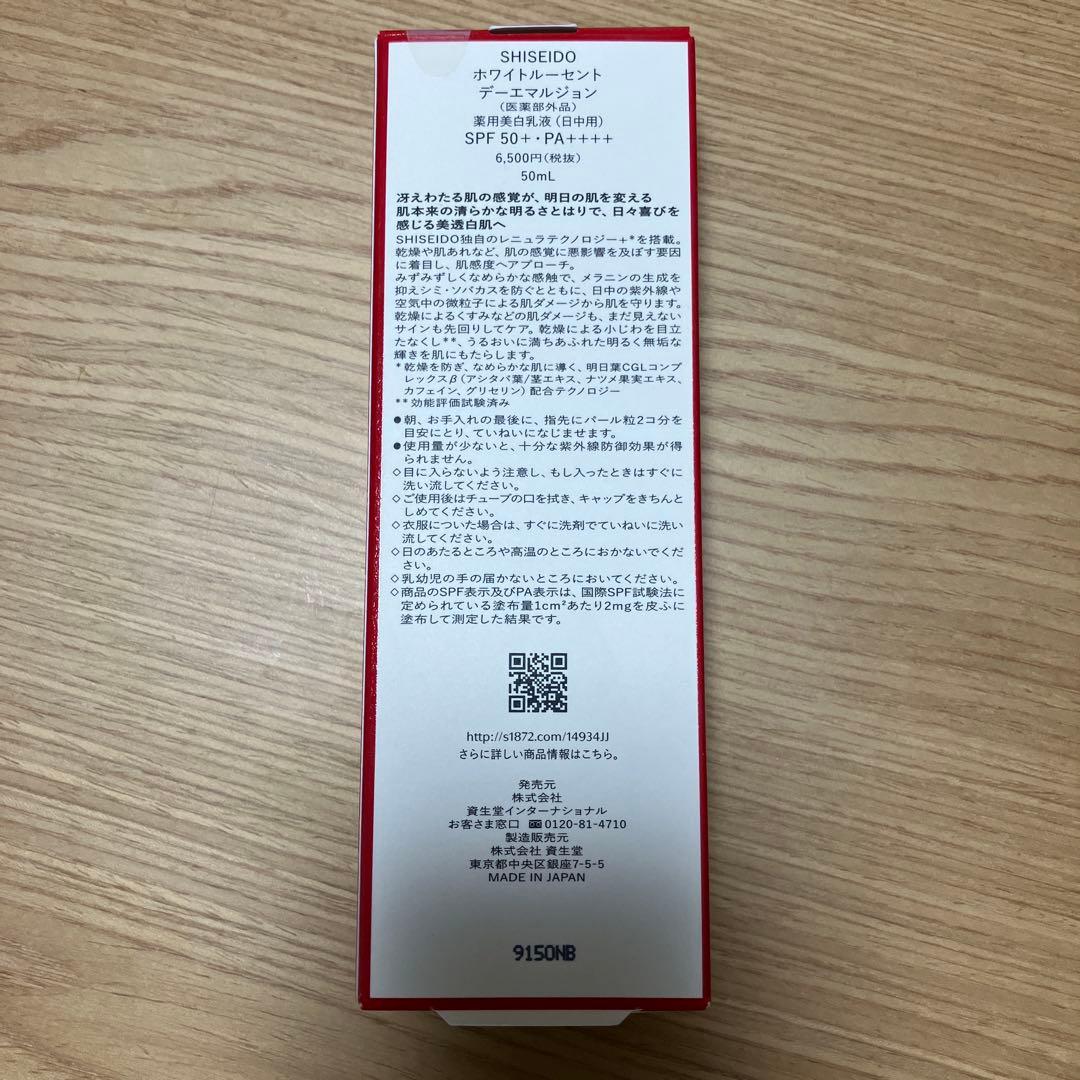 SHISEIDO
ホワイトルーセント
デーエマルジョン
(医薬部外品)
薬用美白乳液(日中用)
SPF 50+・PA++++
6,500円(税抜)
50mL
冴えわたる肌の感覚が、明日の肌を変える
肌本来の清らかな明るさとはりで、日々喜びを
感じる美透白肌へ
SHISEIDO独自のレニュラテクノロジー+*を搭載。
乾燥や肌あれなど、肌の感覚に悪影響を及ぼす要因
に着目し、肌感度へアプローチ。
みずみずしくなめらかな感触で、メラニンの生成を
抑えシミ・ソバカスを防ぐとともに、日中の紫外線や
空気中の微粒子による肌ダメージから肌を守ります。
乾燥によるくすみなどの肌ダメージも、まだ見えない
サインも先回りしてケア。乾燥による小じわを目立
たなくし**、うるおいに満ちあふれた明るく無垢な
輝きを肌にもたらします。
*乾燥を防ぎ、なめらかな肌に導く、明日葉CGLコンプ
レックスβ(アシタバ葉/茎エキス、ナツメ果実エキス、
カフェイン、グリセリン)配合テクノロジー
**効能評価試験済み
●朝、お手入れの最後に、指先にパール粒2コ分を
目安にとり、ていねいになじませます。
●使用量が少ないと、十分な紫外線防御効果が得
られません。
◇目に入らないよう注意し、もし入ったときはすぐに
洗い流してください。
◇ご使用後はチューブの口を拭き、キャップをきちんと
しめてください。
◇衣服についた場合は、すぐに洗剤でていねいに洗い
流してください。
◇日のあたるところや高温のところにおかないでくだ
さい。
◇乳幼児の手の届かないところにおいてください。
◇商品のSPF表示及びPA表示は、国際SPF試験法に
定められている塗布量1cm²あたり2mgを皮ふに
塗布して測定した結果です。
http://s1872.com/14934JJ
さらに詳しい商品情報はこちら。
発売元
株式会社
資生堂インターナショナル
お客さま窓口 0120-81-4710
製造販売元
株式会社 資生堂
東京都中央区銀座7-5-5
MADE IN JAPAN
9150NB